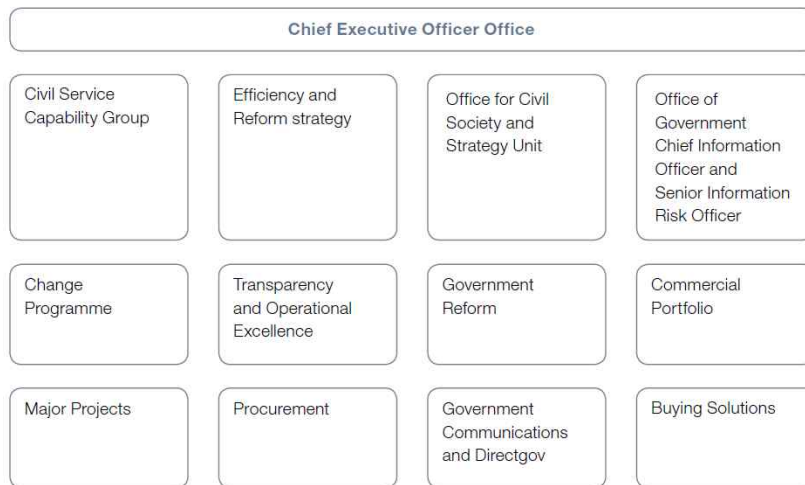 Chief Executive Officer Office
Civil Service
Capability Group
Efficiency and
Reform strategy
Office for Civil
Society and
Strategy Unit
Office of
Government
Chief Information
Officer and
Senior Information
Risk Officer
Change
Programme
Transparency
and Operational
Excellence
Government
Reform
Commercial
Portfolio
Major Projects
Procurement
Government
Communications
and Directgov
Buying Solutions